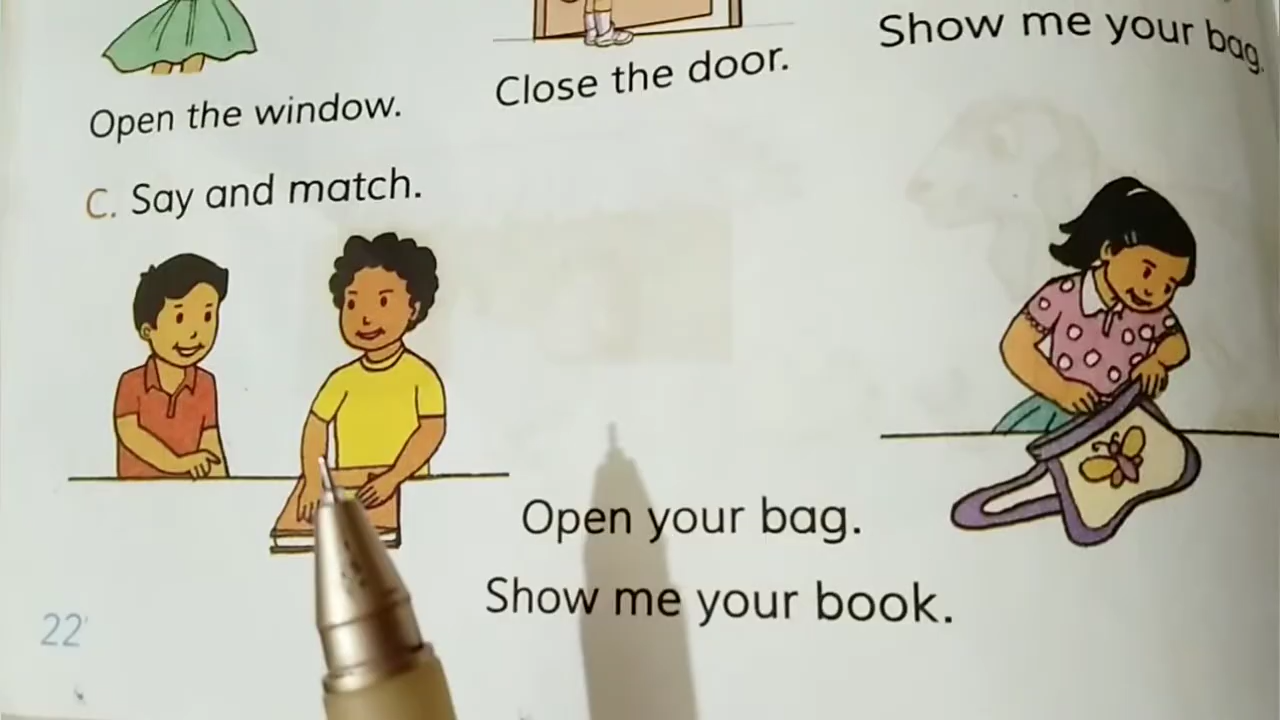 Open the window.
Close the door.
Show me your bag.
C. Say and match.
Open your bag.
Show me your book.
22